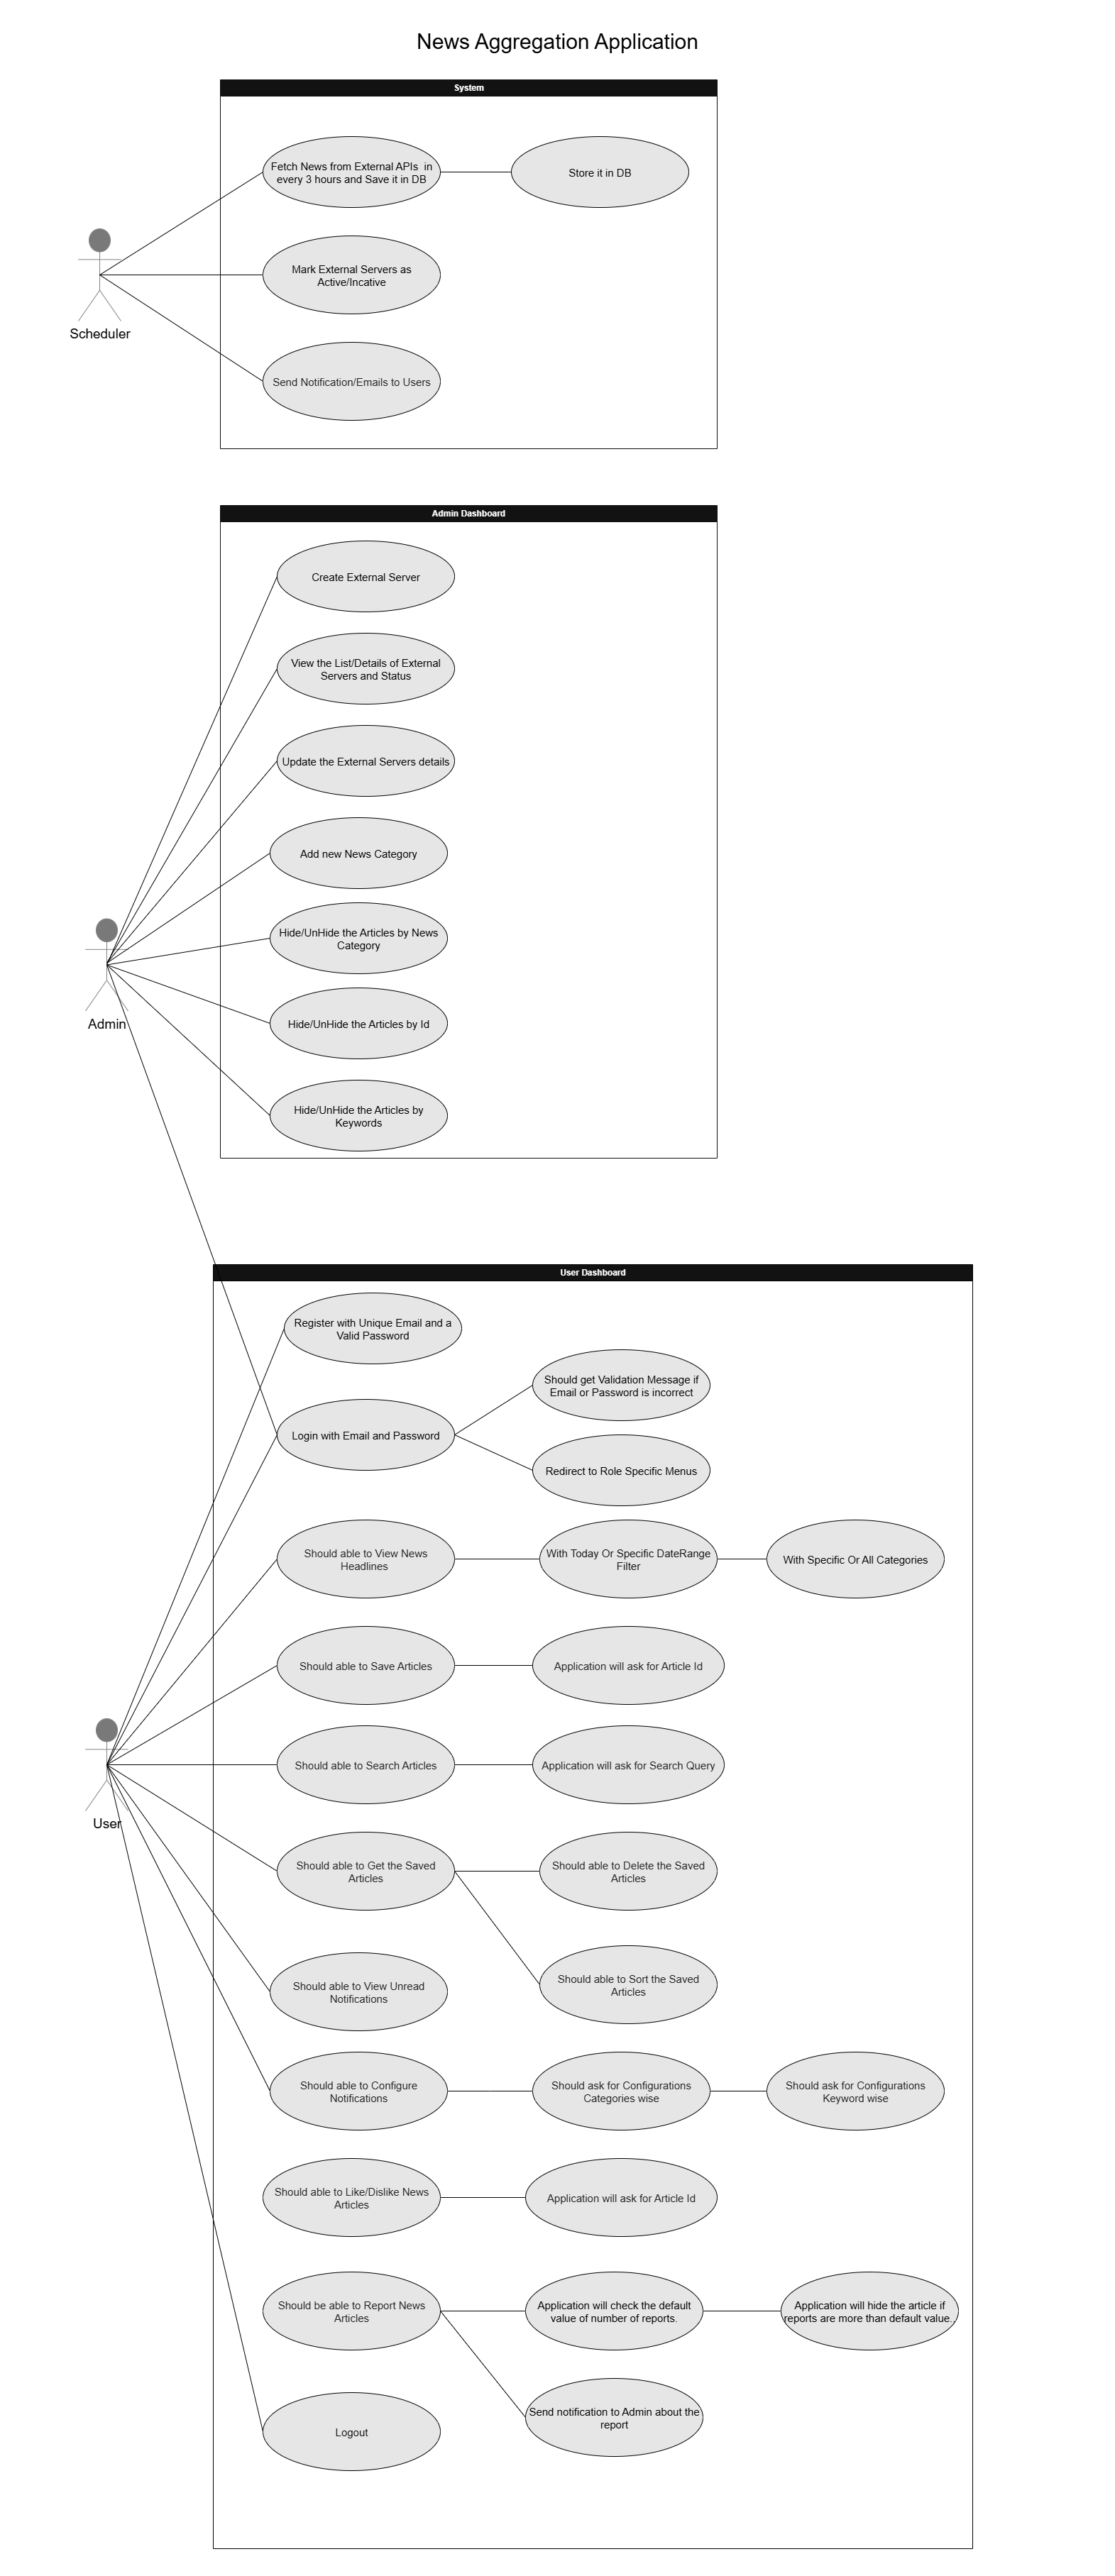 News Aggregation Application
System
Fetch News from External APIs  in
every 3 hours and Save it in DB
Store it in DB
Mark External Servers as
Active/Incative
Scheduler
Send Notification/Emails to Users
Admin Dashboard
Create External Server
View the List/Details of External
Servers and Status
Update the External Servers details
Add new News Category
Hide/UnHide the Articles by News
Category
Hide/UnHide the Articles by Id
Admin
Hide/UnHide the Articles by
Keywords
User Dashboard
Register with Unique Email and a
Valid Password
Should get Validation Message if
Email or Password is incorrect
Login with Email and Password
Redirect to Role Specific Menus
Should able to View News
Headlines
With Today Or Specific DateRange
Filter
With Specific Or All Categories
Should able to Save Articles
Application will ask for Article Id
Should able to Search Articles
Application will ask for Search Query
User
Should able to Get the Saved
Articles
Should able to Delete the Saved
Articles
Should able to Sort the Saved
Articles
Should able to View Unread
Notifications
Should able to Configure
Notifications
Should ask for Configurations
Categories wise
Should ask for Configurations
Keyword wise
Should able to Like/Dislike News
Articles
Application will ask for Article Id
Should be able to Report News
Articles
Application will check the default
value of number of reports.
Application will hide the article if
reports are more than default value..
Send notification to Admin about the
report
Logout